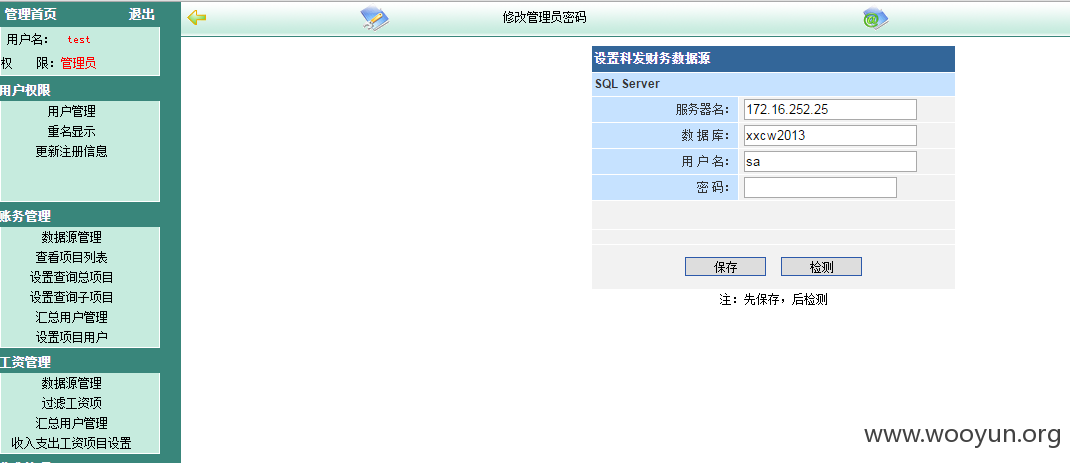 管理首页 退出
用户名： test
权 限：管理员
用户权限
用户管理
重名显示
更新注册信息
账务管理
数据源管理
查看项目列表
设置查询总项目
设置查询子项目
汇总用户管理
设置项目用户
工资管理
数据源管理
过滤工资项
汇总用户管理
收入支出工资项目设置
修改管理员密码
设置科发财务数据源
SQL Server
服务器名： 172.16.252.25
数 据 库： xxcw2013
用 户 名： sa
密 码：
保存 检测
注：先保存，后检测
www.wooyun.org